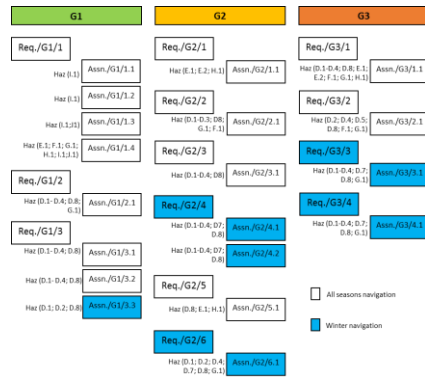 G1
Req./G1/1
Haz (I.1)
Assn./G1/1.1
Haz (I.1)
Assn./G1/1.2
Haz (I.1;J1)
Assn./G1/1.3
Haz (E.1; F.1; G.1;
H.1; I.1;J.1)
Assn./G1/1.4
Req./G1/2
Haz (D.1- D.4; D.8;
G.1)
Assn./G1/2.1
Req./G1/3
Haz (D.1- D.4; D.8)
Assn./G1/3.1
Haz (D.1- D.4; D.8)
Assn./G1/3.2
Haz (D.1; D.2; D.8)
Assn./G1/3.3
G2
Req./G2/1
Haz (E.1; E.2; H.1)
Assn./G2/1.1
Req./G2/2
Haz (D.1-D.3; D8;
G.1; F.1)
Assn./G2/2.1
Req./G2/3
Haz (D.1-D.4; D8)
Assn./G2/3.1
Req./G2/4
Haz (D.1-D.4; D7;
D.8)
Assn./G2/4.1
Haz (D.1-D.4; D7;
D.8)
Assn./G2/4.2
Req./G2/5
Haz (D.8; E.1; H.1)
Assn./G2/5.1
Req./G2/6
Haz (D.1; D.2; D.4;
D.7; D.8; G.1)
Assn./G2/6.1
G3
Req./G3/1
Haz (D.1-D.4; D.8; E.1;
E.2; F.1; G.1; H.1)
Assn./G3/1.1
Req./G3/2
Haz (D.2; D.4; D.5;
D.8; F.1; G.1)
Assn./G3/2.1
Req./G3/3
Haz (D.1-D.4; D.7;
D.8; G.1)
Assn./G3/3.1
Req./G3/4
Haz (D.1-D.4; D.7;
D.8; G.1)
Assn./G3/4.1
All seasons navigation
Winter navigation